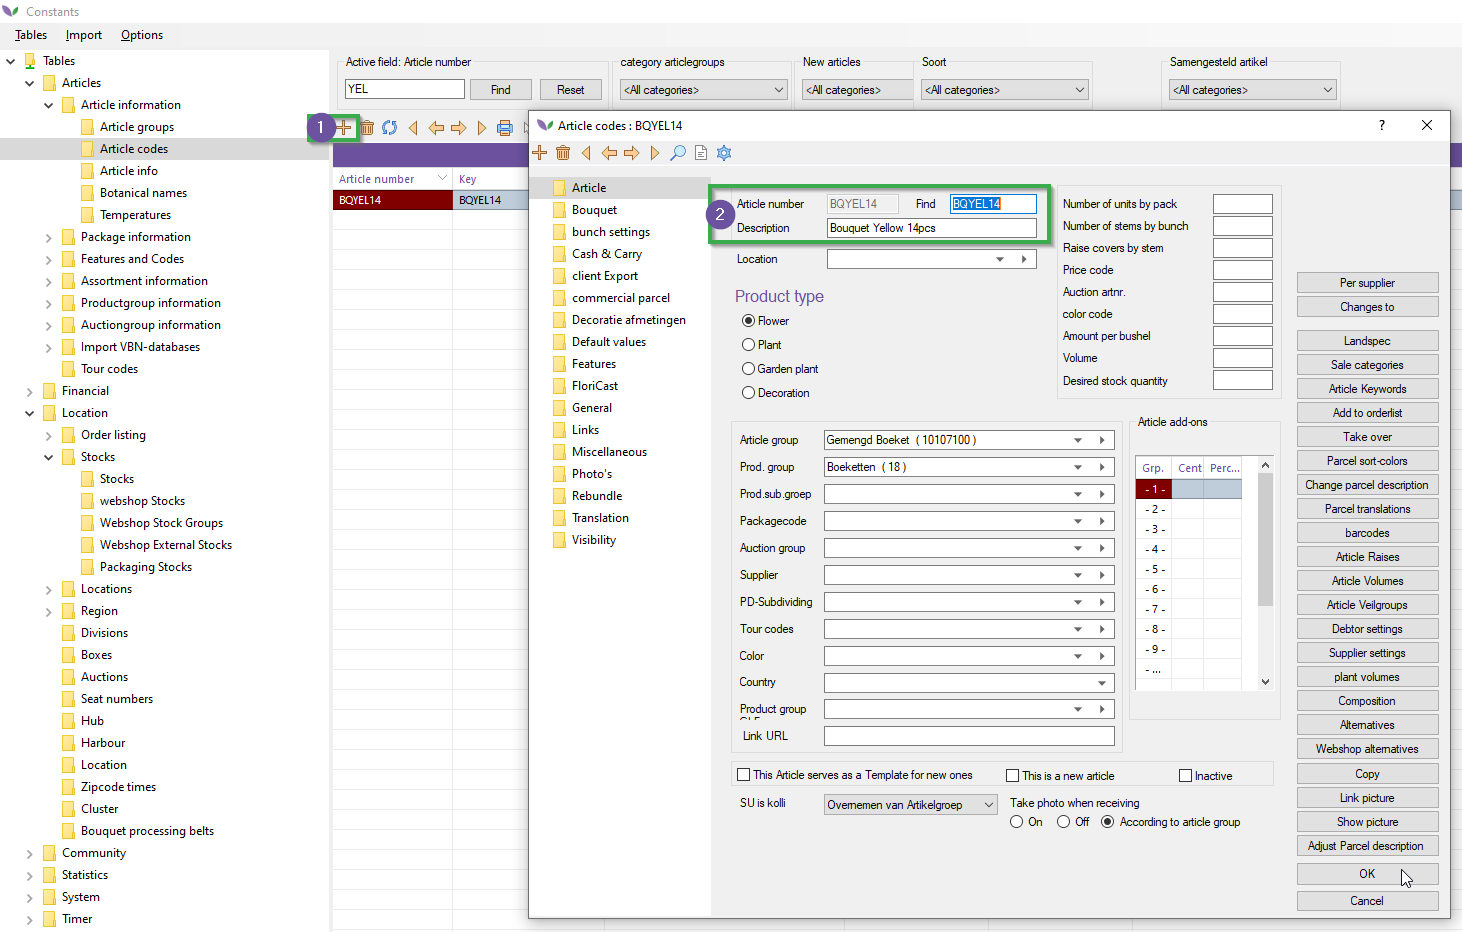 Constants
Tables Import Options
Tables
Articles
Article information
Article groups
Article codes
Article info
Botanical names
Temperatures
Package information
Features and Codes
Assortment information
Productgroup information
Auctiongroup information
Import VBN-databases
Tour codes
Financial
Location
Order listing
Stocks
Stocks
webshop Stocks
Webshop Stock Groups
Webshop External Stocks
Packaging Stocks
Locations
Region
Divisions
Boxes
Auctions
Seat numbers
Hub
Harbour
Location
Zipcode times
Cluster
Bouquet processing belts
Community
Statistics
System
Timer
Active field: Article number
YEL Find Reset
category articlegroups
<All categories>
New articles
<All categories>
Soort
<All categories>
Samengesteld artikel
<All categories>
1
Article number Key
BQYEL14 BQYEL14
Article codes : BQYEL14 ?
Article
Bouquet
bunch settings
Cash & Carry
client Export
commercial parcel
Decoratie afmetingen
Default values
Features
FloriCast
General
Links
Miscellaneous
Photo's
Rebundle
Translation
Visibility
2
Article number BQYEL14 Find BQYEL14
Description Bouquet Yellow 14pcs
Location
Product type
Flower
Plant
Garden plant
Decoration
Number of units by pack
Number of stems by bunch
Raise covers by stem
Price code
Auction artnr.
color code
Amount per bushel
Volume
Desired stock quantity
Article group Gemengd Boeket ( 10107100 )
Prod. group Boeketten ( 18 )
Prod.sub.groep
Packagecode
Auction group
Supplier
PD-Subdividing
Tour codes
Color
Country
Product group
Link URL
Article add-ons
Grp. Cent Perc...
- 1 -
- 2 -
- 3 -
- 4 -
- 5 -
- 6 -
- 7 -
- 8 -
- 9 -
- ...
This Article serves as a Template for new ones This is a new article Inactive
SU is kolli Overnemen van Artikelgroep
Take photo when receiving
On Off According to article group
Per supplier
Changes to
Landspec
Sale categories
Article Keywords
Add to orderlist
Take over
Parcel sort-colors
Change parcel description
Parcel translations
barcodes
Article Raises
Article Volumes
Article Veilgroups
Debtor settings
Supplier settings
plant volumes
Composition
Alternatives
Webshop alternatives
Copy
Link picture
Show picture
Adjust Parcel description
OK
Cancel